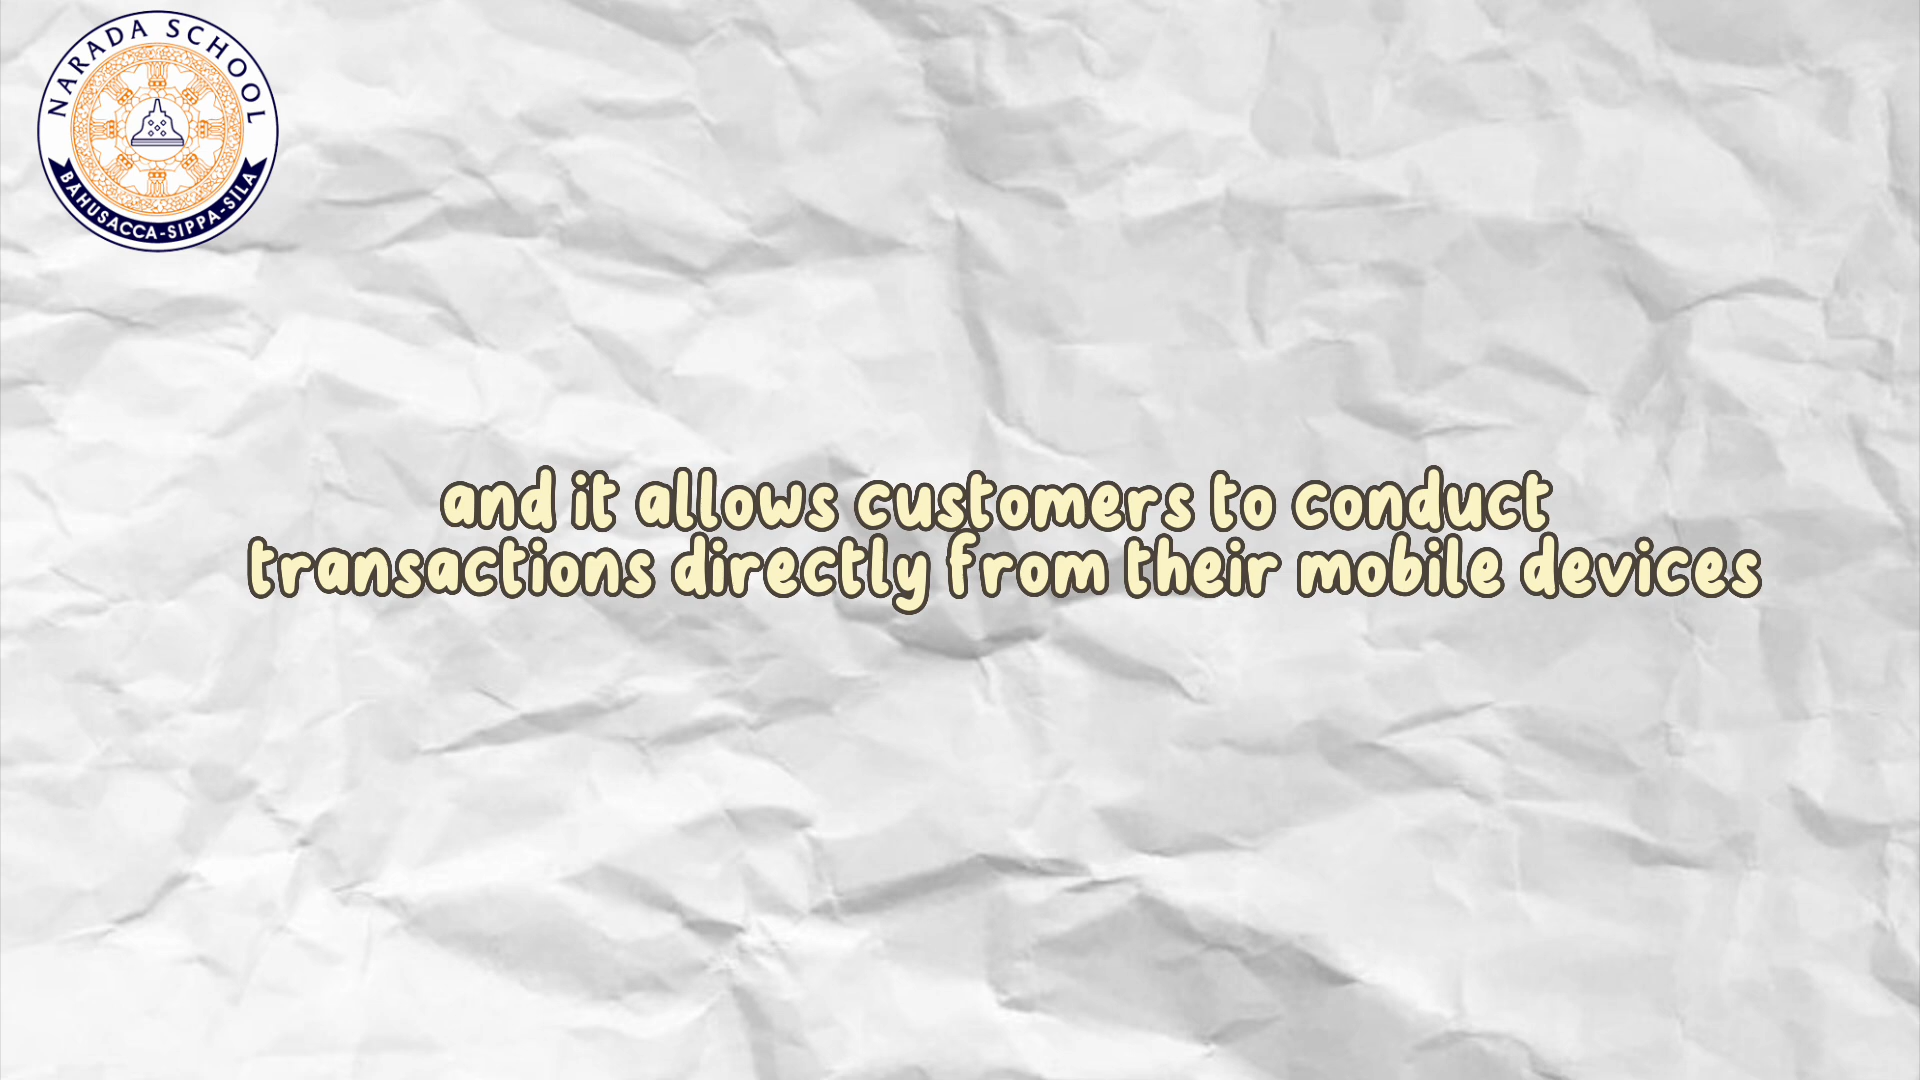 NARADA SCHOOL
BAHUSACCA-SIPPA-SILA
and it allows customers to conduct
transactions directly from their mobile devices